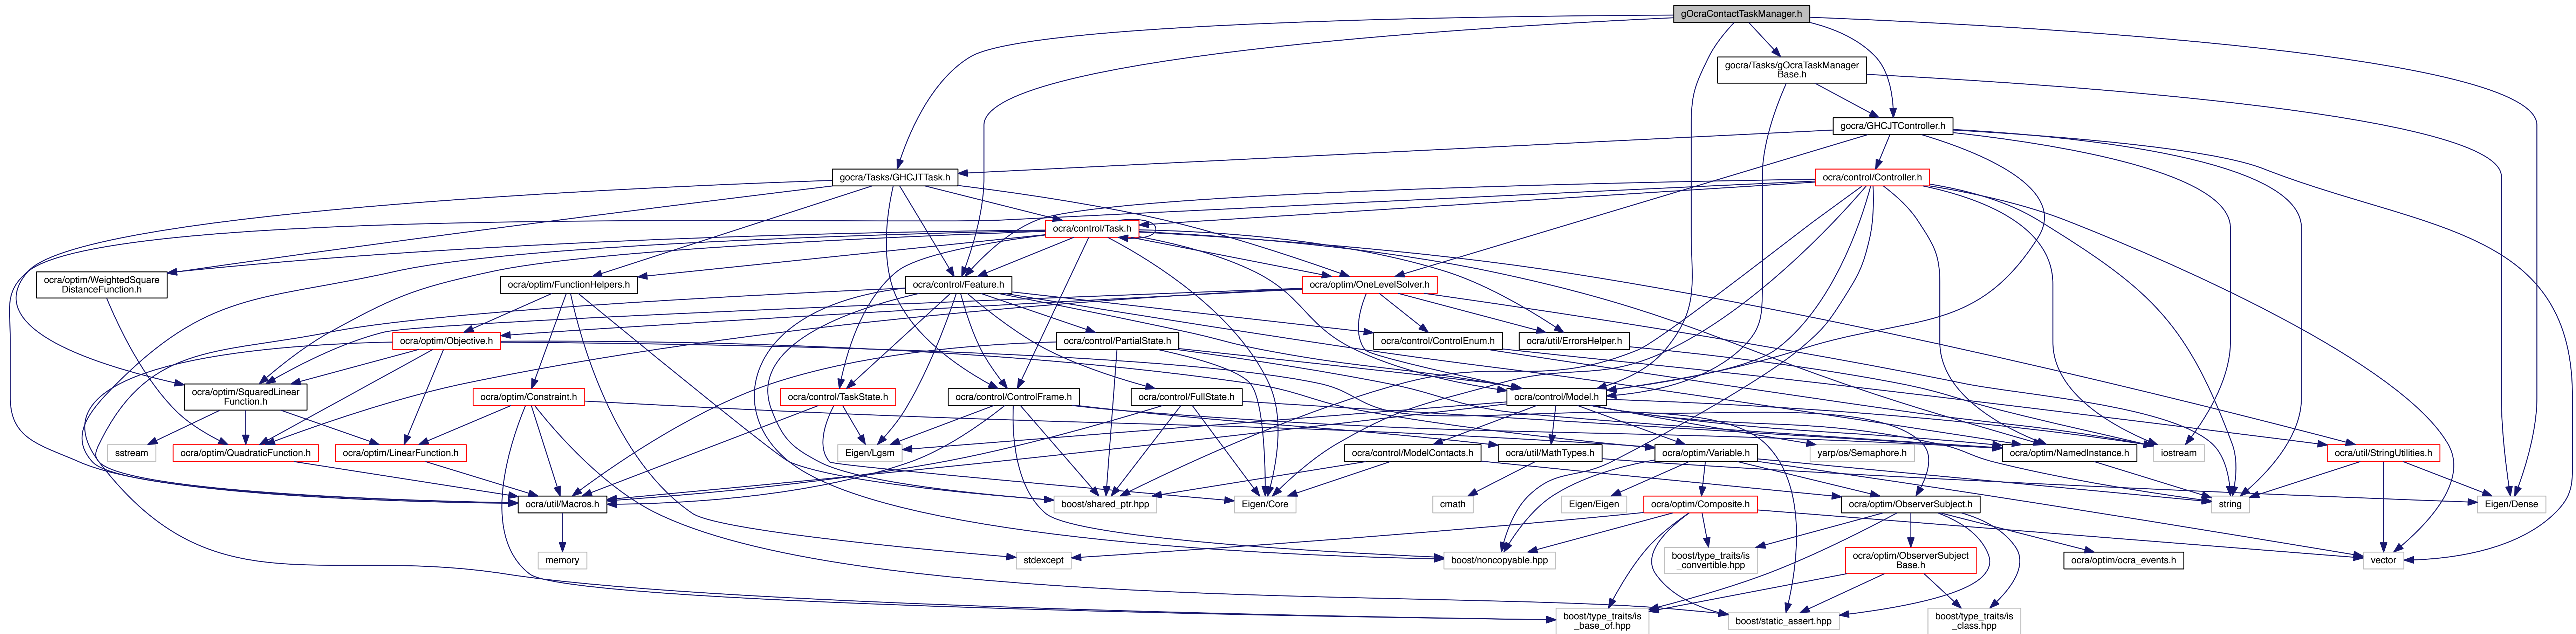 gOcraContactTaskManager.h
gocra/Tasks/gOcraTaskManager
Base.h
gocra/GHCJTController.h
gocra/Tasks/GHCJTTask.h
ocra/control/Controller.h
ocra/control/Task.h
ocra/optim/WeightedSquare
DistanceFunction.h
ocra/optim/FunctionHelpers.h
ocra/control/Feature.h
ocra/optim/OneLevelSolver.h
ocra/optim/Objective.h
ocra/control/PartialState.h
ocra/control/ControlEnum.h
ocra/util/ErrorsHelper.h
ocra/optim/SquaredLinear
Function.h
ocra/optim/Constraint.h
ocra/control/TaskState.h
ocra/control/ControlFrame.h
ocra/control/FullState.h
ocra/control/Model.h
sstream
ocra/optim/QuadraticFunction.h
ocra/optim/LinearFunction.h
Eigen/Lgsm
ocra/control/ModelContacts.h
ocra/util/MathTypes.h
ocra/optim/Variable.h
yarp/os/Semaphore.h
ocra/optim/NamedInstance.h
iostream
ocra/util/StringUtilities.h
ocra/util/Macros.h
boost/shared_ptr.hpp
Eigen/Core
cmath
Eigen/Eigen
ocra/optim/Composite.h
ocra/optim/ObserverSubject.h
string
Eigen/Dense
memory
stdexcept
boost/noncopyable.hpp
boost/type_traits/is
_convertible.hpp
ocra/optim/ObserverSubject
Base.h
ocra/optim/ocra_events.h
vector
boost/type_traits/is
_base_of.hpp
boost/static_assert.hpp
boost/type_traits/is
_class.hpp